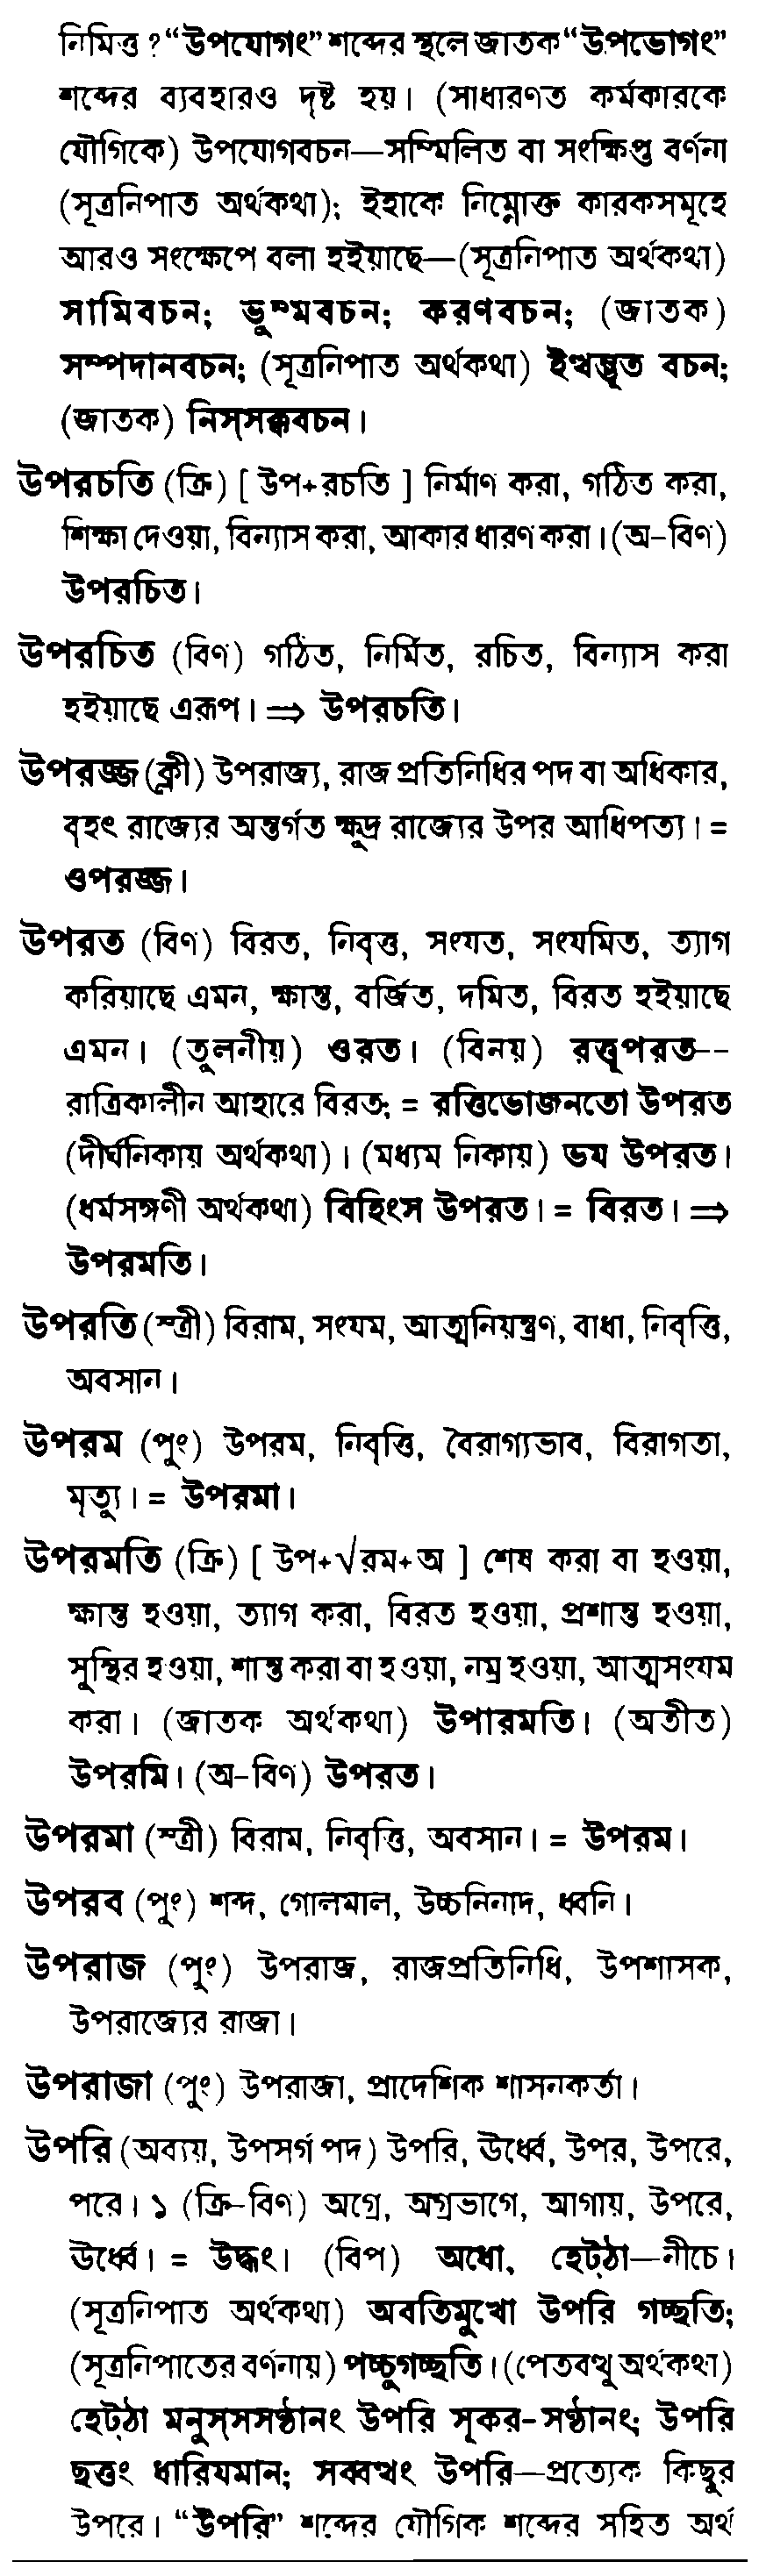 নিমিত্ত ? “উপযোগং” শব্দের স্থলে জাতক “উপভোগং”
শব্দের ব্যবহারও দৃষ্ট হয়। (সাধারণত কর্মকারকে
যৌগিকে) উপযোগবচন—সম্মিলিত বা সংক্ষিপ্ত বর্ণনা
(সূত্রনিপাত অর্থকথা); ইহাকে নিম্নোক্ত কারকসমূহে
আরও সংক্ষেপে বলা হইয়াছে—(সূত্রনিপাত অর্থকথা)
সামিবচন; ভুম্মবচন; করণবচন; (জাতক)
সম্পদানবচন; (সূত্রনিপাত অর্থকথা) ইত্থম্ভূত বচন;
(জাতক) নিস্সক্কবচন।
উপরচতি (ক্রি) [ উপ+রচতি ] নির্মাণ করা, গঠিত করা,
শিক্ষা দেওয়া, বিন্যাস করা, আকার ধারণ করা। (অ-বিণ)
উপরচিত।
উপরচিত (বিণ) গঠিত, নির্মিত, রচিত, বিন্যাস করা
হইয়াছে এরূপ। ⇒ উপরচতি।
উপরজ্জ (ক্লী) উপরাজ্য, রাজ প্রতিনিধির পদ বা অধিকার,
বৃহৎ রাজ্যের অন্তর্গত ক্ষুদ্র রাজ্যের উপর আধিপত্য। =
ওপরজ্জ।
উপরত (বিণ) বিরত, নিবৃত্ত, সংযত, সংযমিত, ত্যাগ
করিয়াছে এমন, ক্ষান্ত, বর্জিত, দমিত, বিরত হইয়াছে
এমন। (তুলনীয়) ওরত। (বিনয়) রত্তূপরত--
রাত্রিকালীন আহারে বিরত; = রত্তিভোজনতো উপরত
(দীর্ঘনিকায় অর্থকথা)। (মধ্যম নিকায়) ভয উপরত।
(ধর্মসঙ্গণী অর্থকথা) বিহিংস উপরত। = বিরত। ⇒
উপরমতি।
উপরতি (স্ত্রী) বিরাম, সংযম, আত্মনিয়ন্ত্রণ, বাধা, নিবৃত্তি,
অবসান।
উপরম (পুং) উপরম, নিবৃত্তি, বৈরাগ্যভাব, বিরাগতা,
মৃত্যু। = উপরমা।
উপরমতি (ক্রি) [ উপ+√রম+অ ] শেষ করা বা হওয়া,
ক্ষান্ত হওয়া, ত্যাগ করা, বিরত হওয়া, প্রশান্ত হওয়া,
সুস্থির হওয়া, শান্ত করা বা হওয়া, নম্র হওয়া, আত্মসংযম
করা। (জাতক অর্থকথা) উপারমতি। (অতীত)
উপরমি। (অ-বিণ) উপরত।
উপরমা (স্ত্রী) বিরাম, নিবৃত্তি, অবসান। = উপরম।
উপরব (পুং) শব্দ, গোলমাল, উচ্চনিনাদ, ধ্বনি।
উপরাজ (পুং) উপরাজ, রাজপ্রতিনিধি, উপশাসক,
উপরাজ্যের রাজা।
উপরাজা (পুং) উপরাজা, প্রাদেশিক শাসনকর্তা।
উপরি (অব্যয়, উপসর্গ পদ) উপরি, ঊর্ধ্বে, উপর, উপরে,
পরে। ১ (ক্রি-বিণ) অগ্রে, অগ্রভাগে, আগায়, উপরে,
ঊর্ধ্বে। = উদ্ধং। (বিপ) অধো, হেট্ঠা—নীচে।
(সূত্রনিপাত অর্থকথা) অবতিমুখো উপরি গচ্ছতি;
(সূত্রনিপাতের বর্ণনায়) পচ্চুগচ্ছতি। (পেতবত্থু অর্থকথা)
হেট্ঠা মনুস্সসণ্ঠানং উপরি সূকর-সণ্ঠানং; উপরি
ছত্তং ধারিযমান; সব্বত্থং উপরি—প্রত্যেক কিছুর
উপরে। “উপরি” শব্দের যৌগিক শব্দের সহিত অর্থ